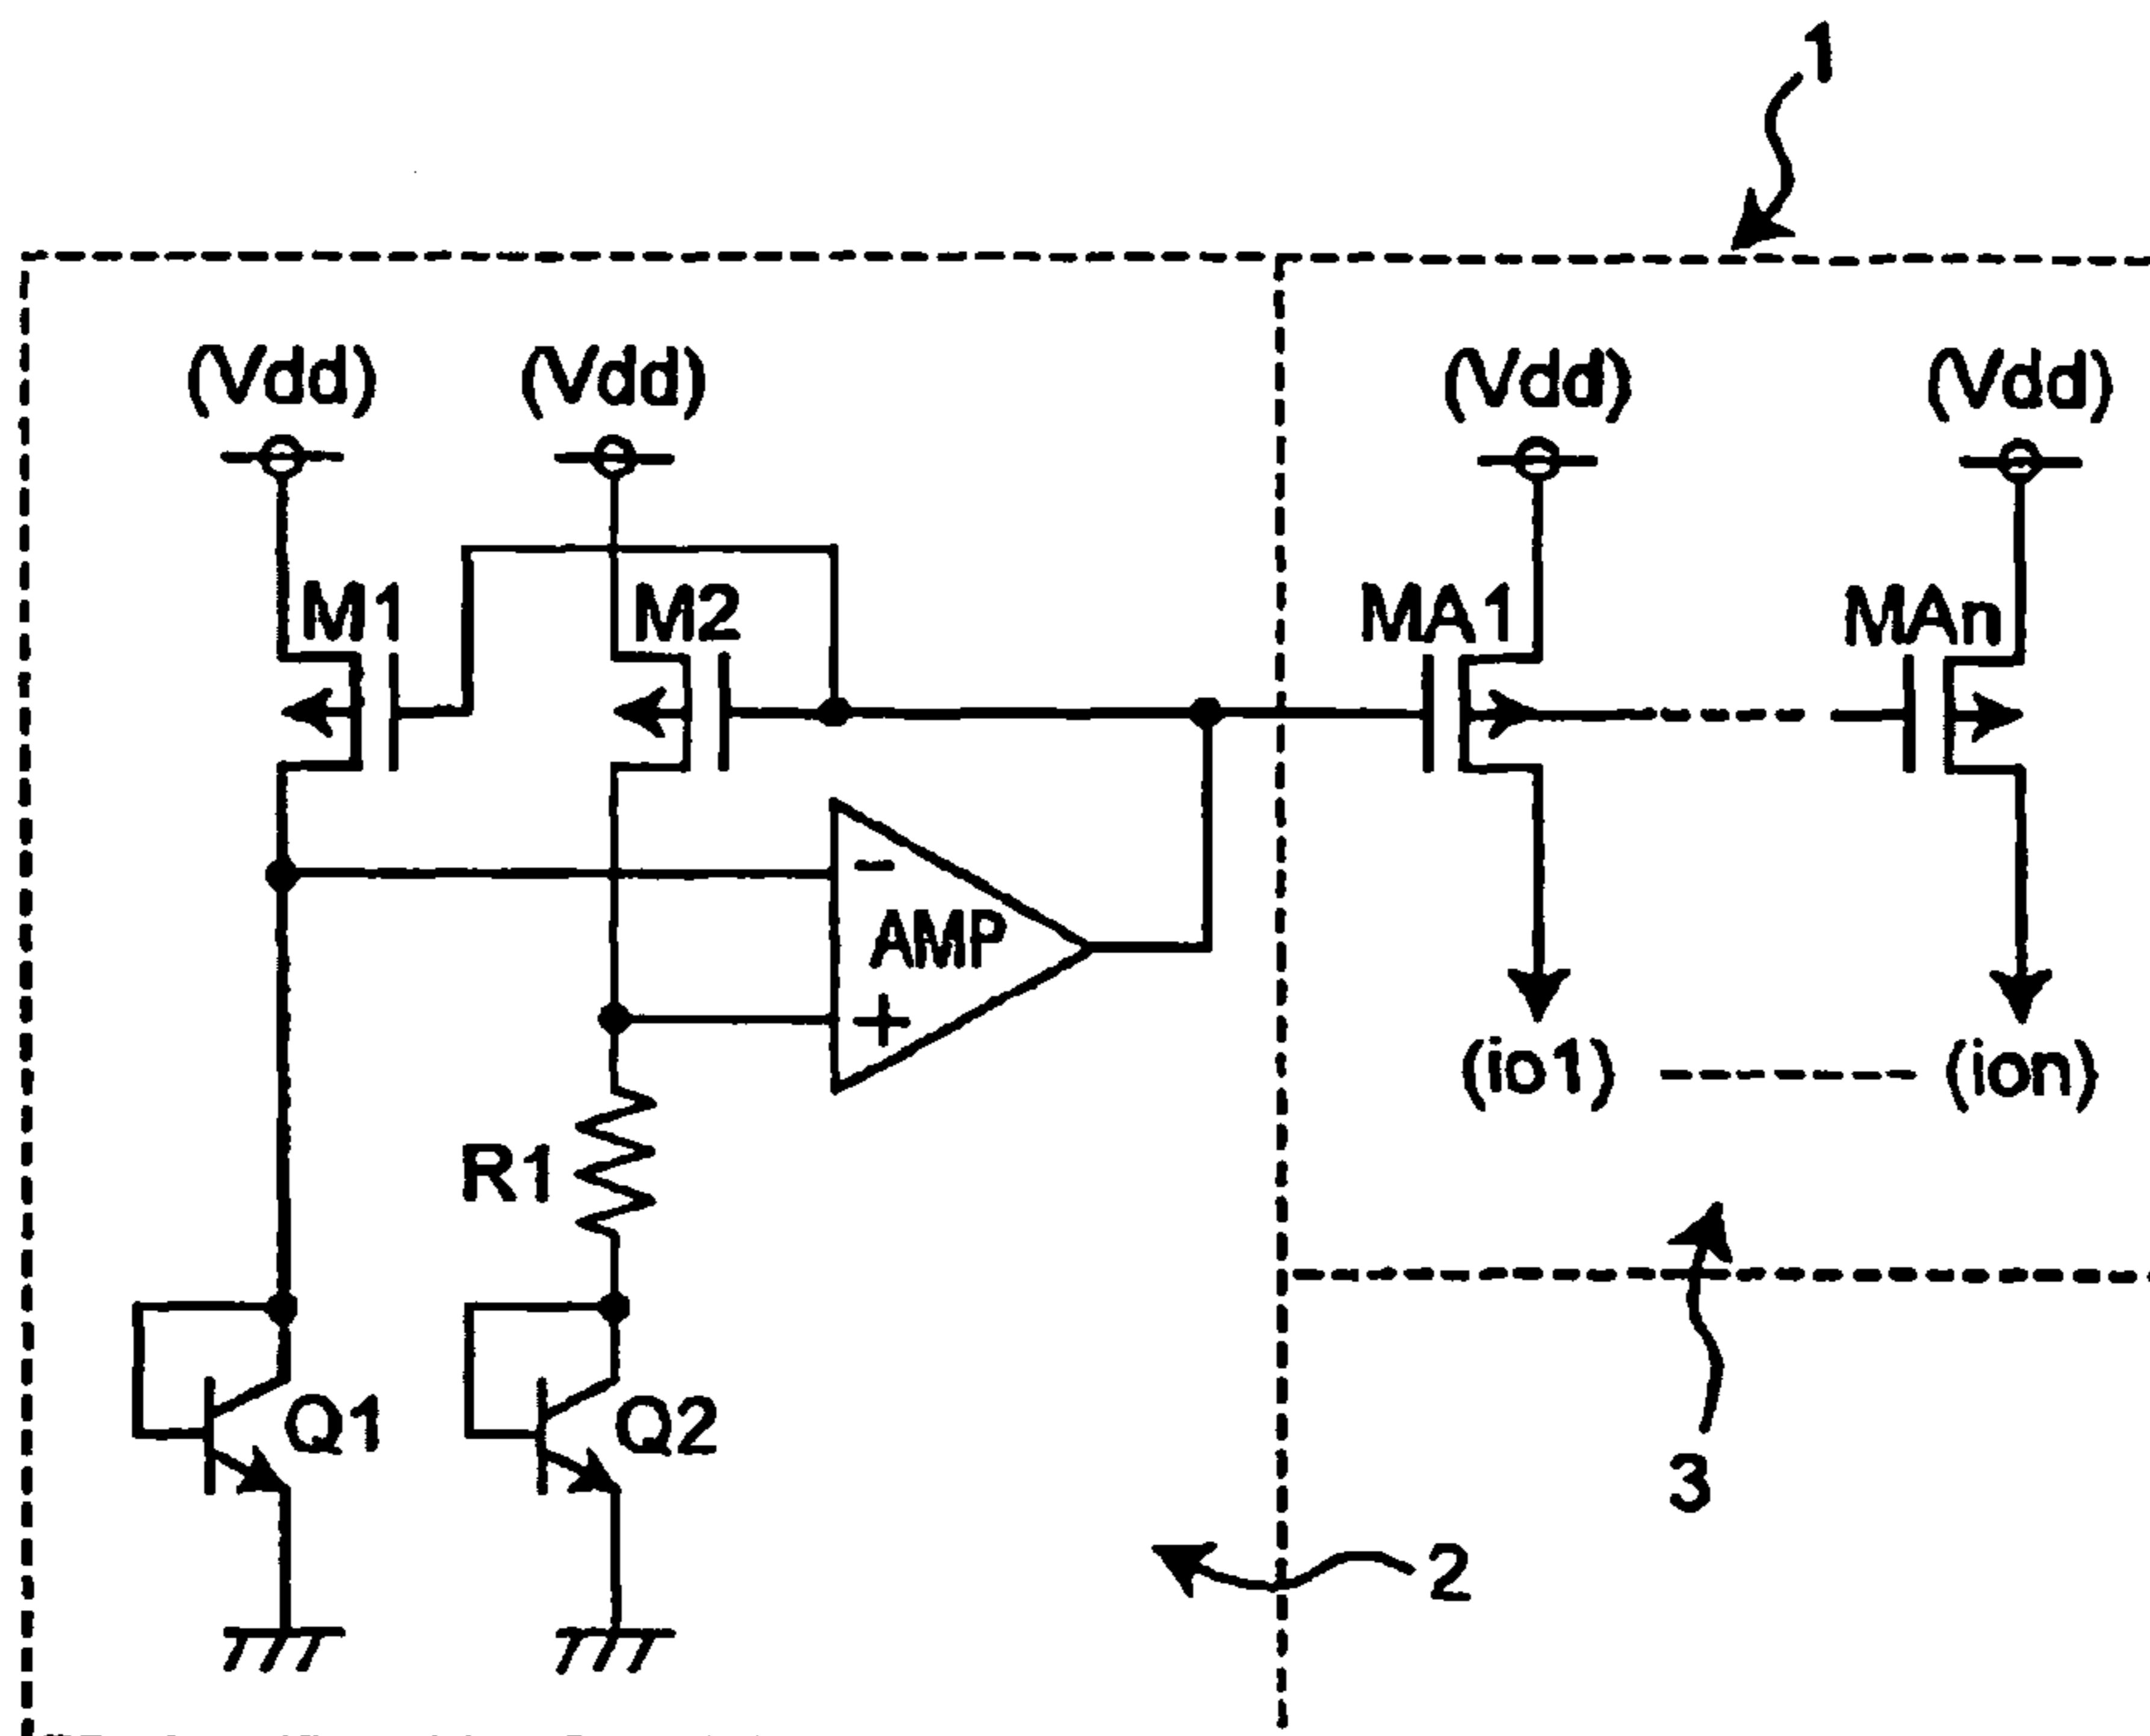 1
(Vdd) (Vdd) (Vdd) (Vdd)
M1 M2 MA1 MAn
-
AMP
+
(io1) (ion)
R1
Q1 Q2
3
2